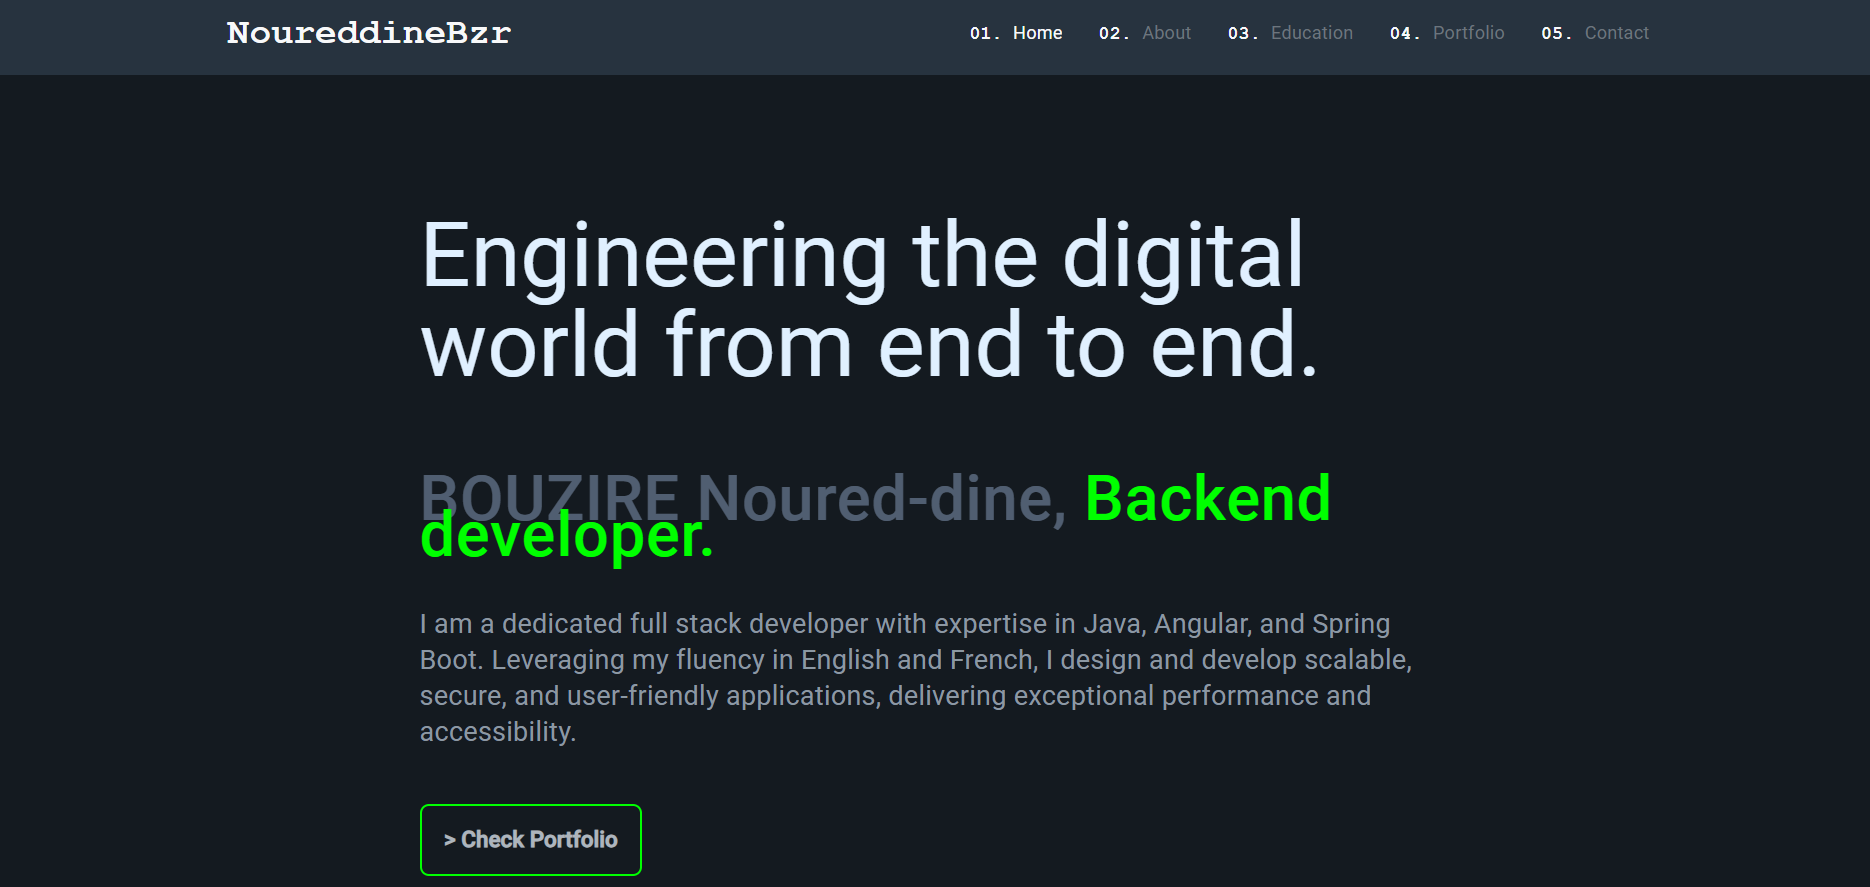 NoureddineBzr
01. Home 02. About 03. Education 04. Portfolio 05. Contact
Engineering the digital
world from end to end.
BOUZIRE Noured-dine, Backend
developer.
I am a dedicated full stack developer with expertise in Java, Angular, and Spring
Boot. Leveraging my fluency in English and French, I design and develop scalable,
secure, and user-friendly applications, delivering exceptional performance and
accessibility.
> Check Portfolio